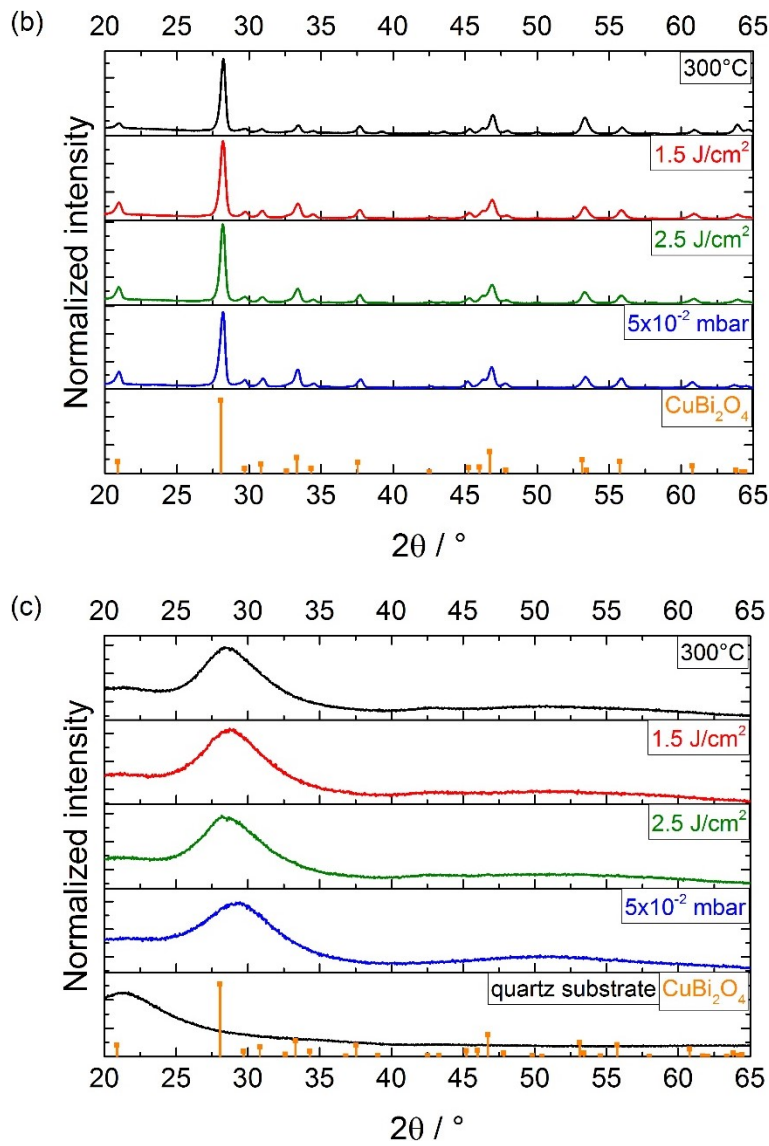 (b)
20 25 30 35 40 45 50 55 60 65
300°C
1.5 J/cm²
2.5 J/cm²
5x10⁻² mbar
CuBi₂O₄
Normalized intensity
20 25 30 35 40 45 50 55 60 65
2θ / °
(c)
20 25 30 35 40 45 50 55 60 65
300°C
1.5 J/cm²
2.5 J/cm²
5x10⁻² mbar
quartz substrate CuBi₂O₄
Normalized intensity
20 25 30 35 40 45 50 55 60 65
2θ / °